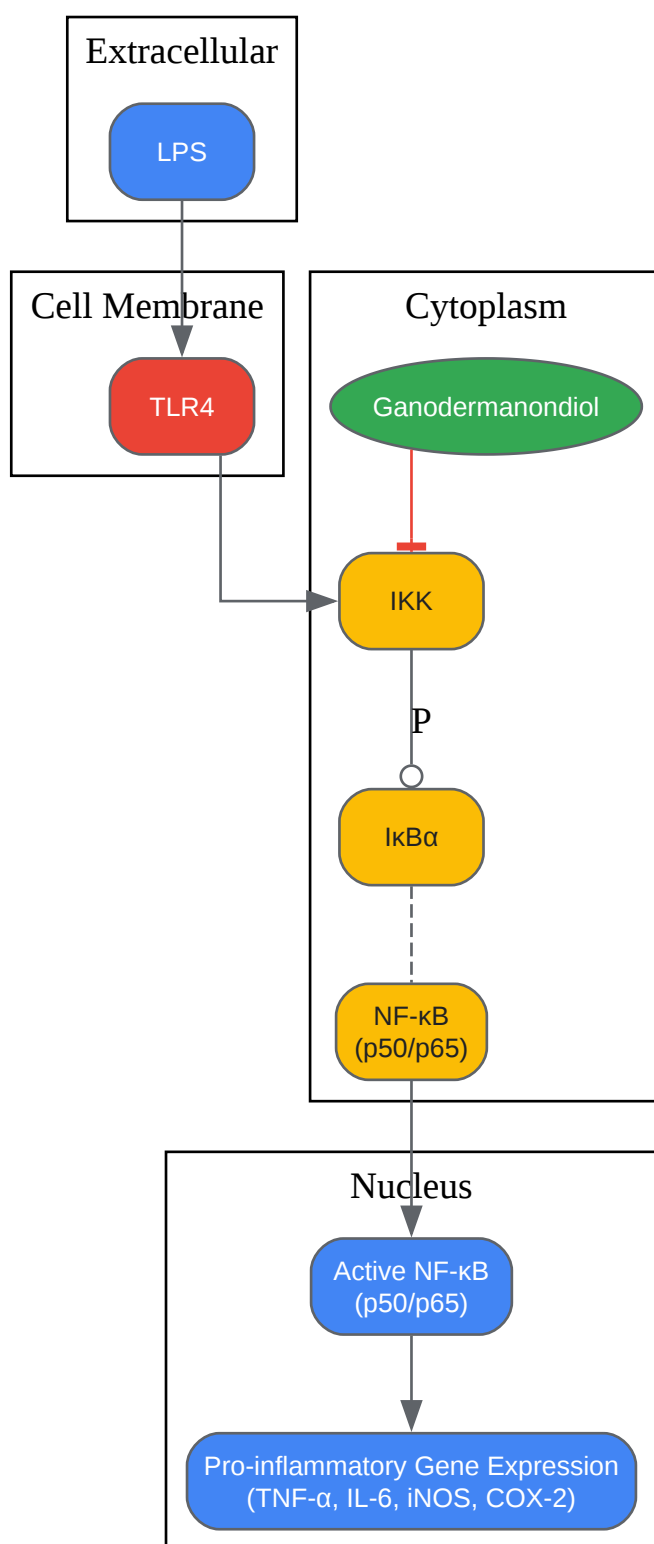 Extracellular
LPS
Cell Membrane
TLR4
Cytoplasm
Ganodermanondiol
IKK
P
IκBα
NF-κB
(p50/p65)
Nucleus
Active NF-κB
(p50/p65)
Pro-inflammatory Gene Expression
(TNF-α, IL-6, iNOS, COX-2)